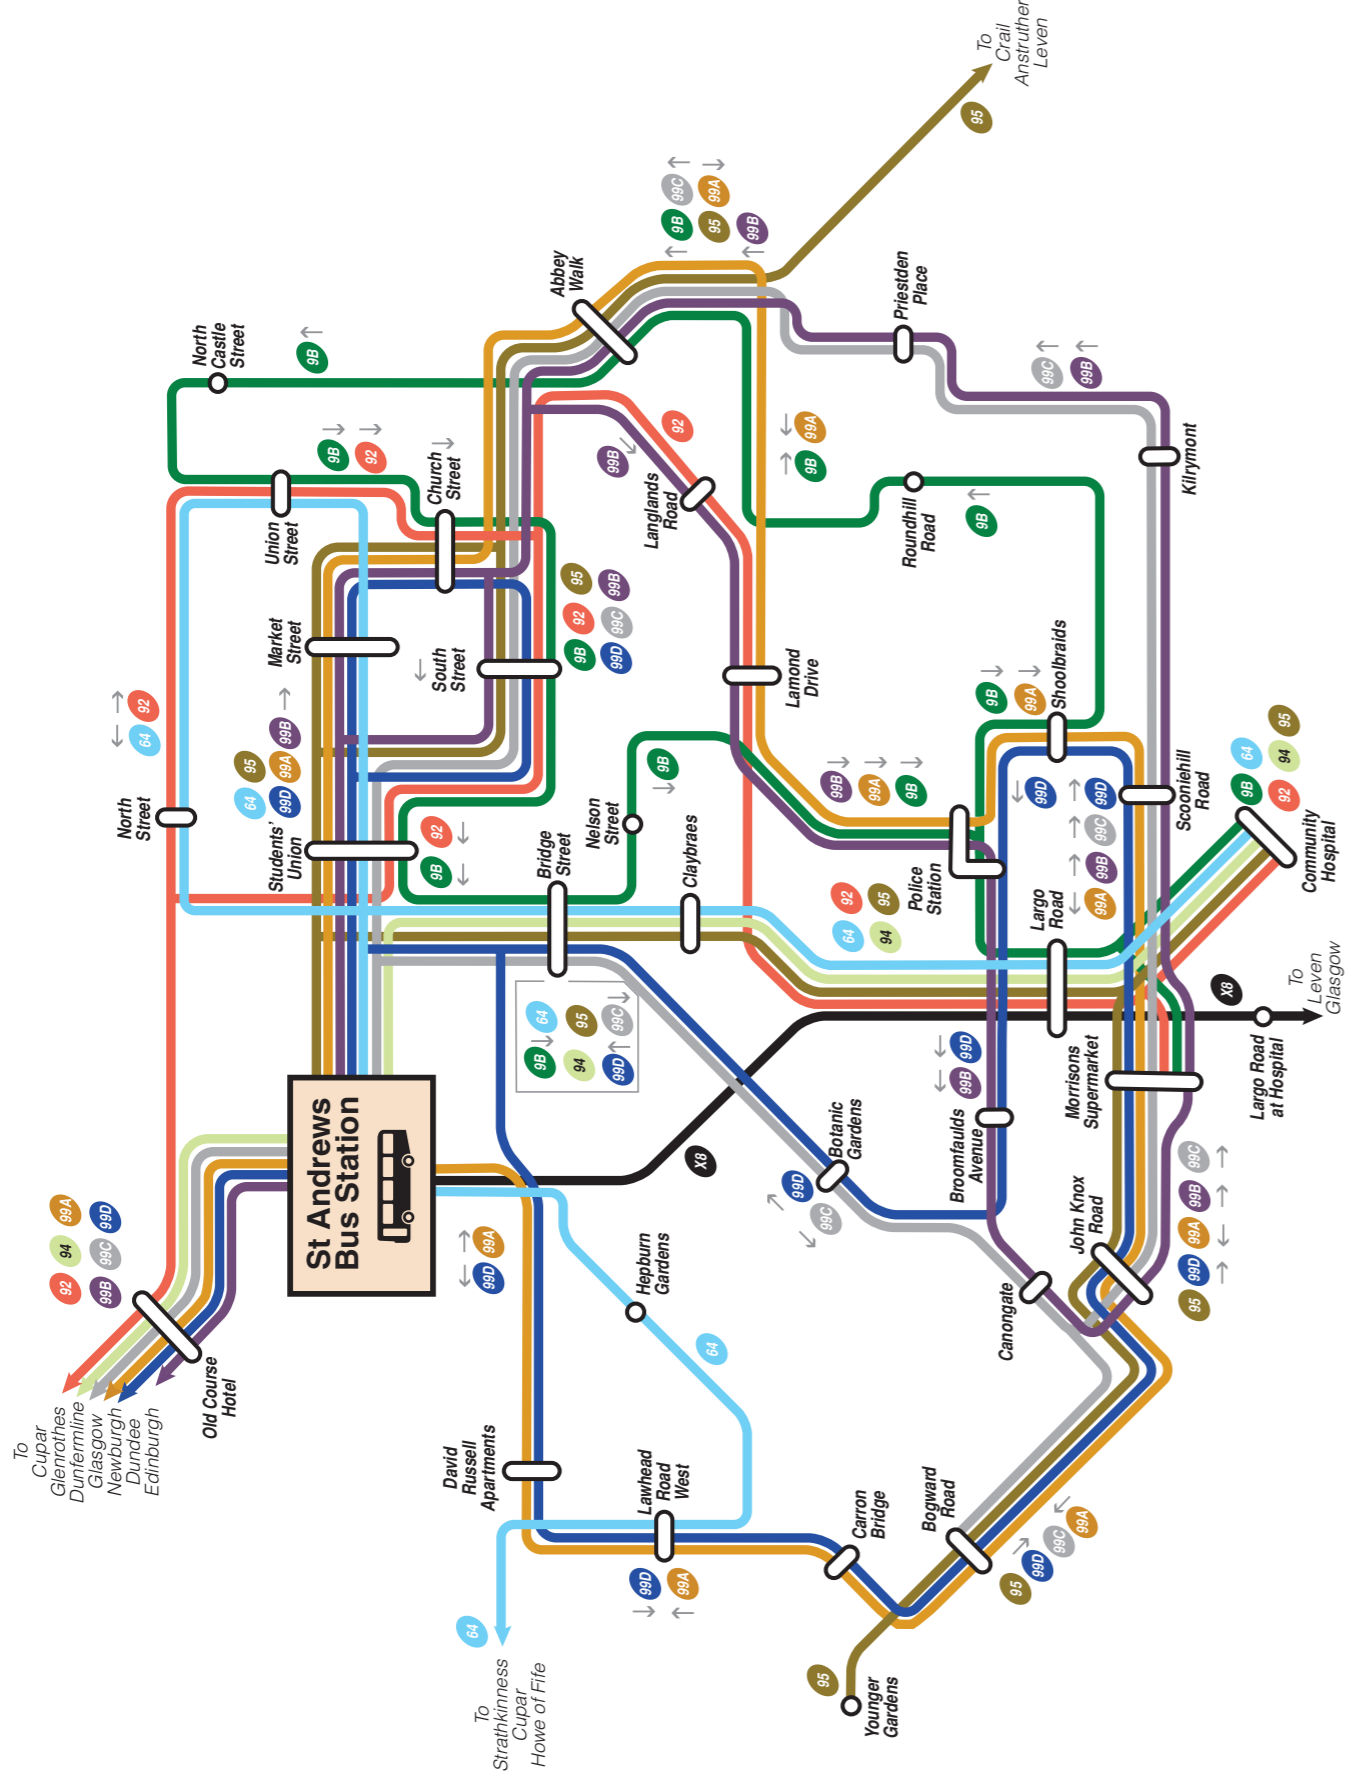 To
Cupar
Glenrothes
Dunfermline
Glasgow
Newburgh
Dundee
Edinburgh
92
94
99A
99B
99C
99D
Old Course
Hotel
St Andrews
Bus Station
North
Street
64
92
Students'
Union
64
95
99D
99A
99B
Market
Street
Union
Street
9B
92
North
Castle
Street
9B
Church
Street
South
Street
9B
92
95
99D
99C
99B
9B
92
Abbey
Walk
9B
99C
95
99A
99B
To
Crail
Anstruther
Leven
95
99D
99A
X8
Bridge
Street
9B
64
94
95
99D
99C
Nelson
Street
9B
Claybraes
Langlands
Road
99B
92
Lamond
Drive
9B
99A
Priestden
Place
99C
99B
Roundhill
Road
9B
Kilrymont
Hepburn
Gardens
64
David
Russell
Apartments
64
To
Strathkinness
Cupar
Howe of Fife
Lawhead
Road
West
99D
99A
Carron
Bridge
Botanic
Gardens
99D
99C
64
92
94
95
Police
Station
99B
99A
9B
9B
99A
Shoolbraids
99D
Broomfaulds
Avenue
99B
99D
Largo
Road
99A
99B
99C
99D
Scooniehill
Road
Canongate
John Knox
Road
95
99D
99A
99B
99C
Morrisons
Supermarket
9B
64
92
94
95
Community
Hospital
X8
Largo Road
at Hospital
To
Leven
Glasgow
Bogward
Road
95
99D
99C
99A
95
Younger
Gardens